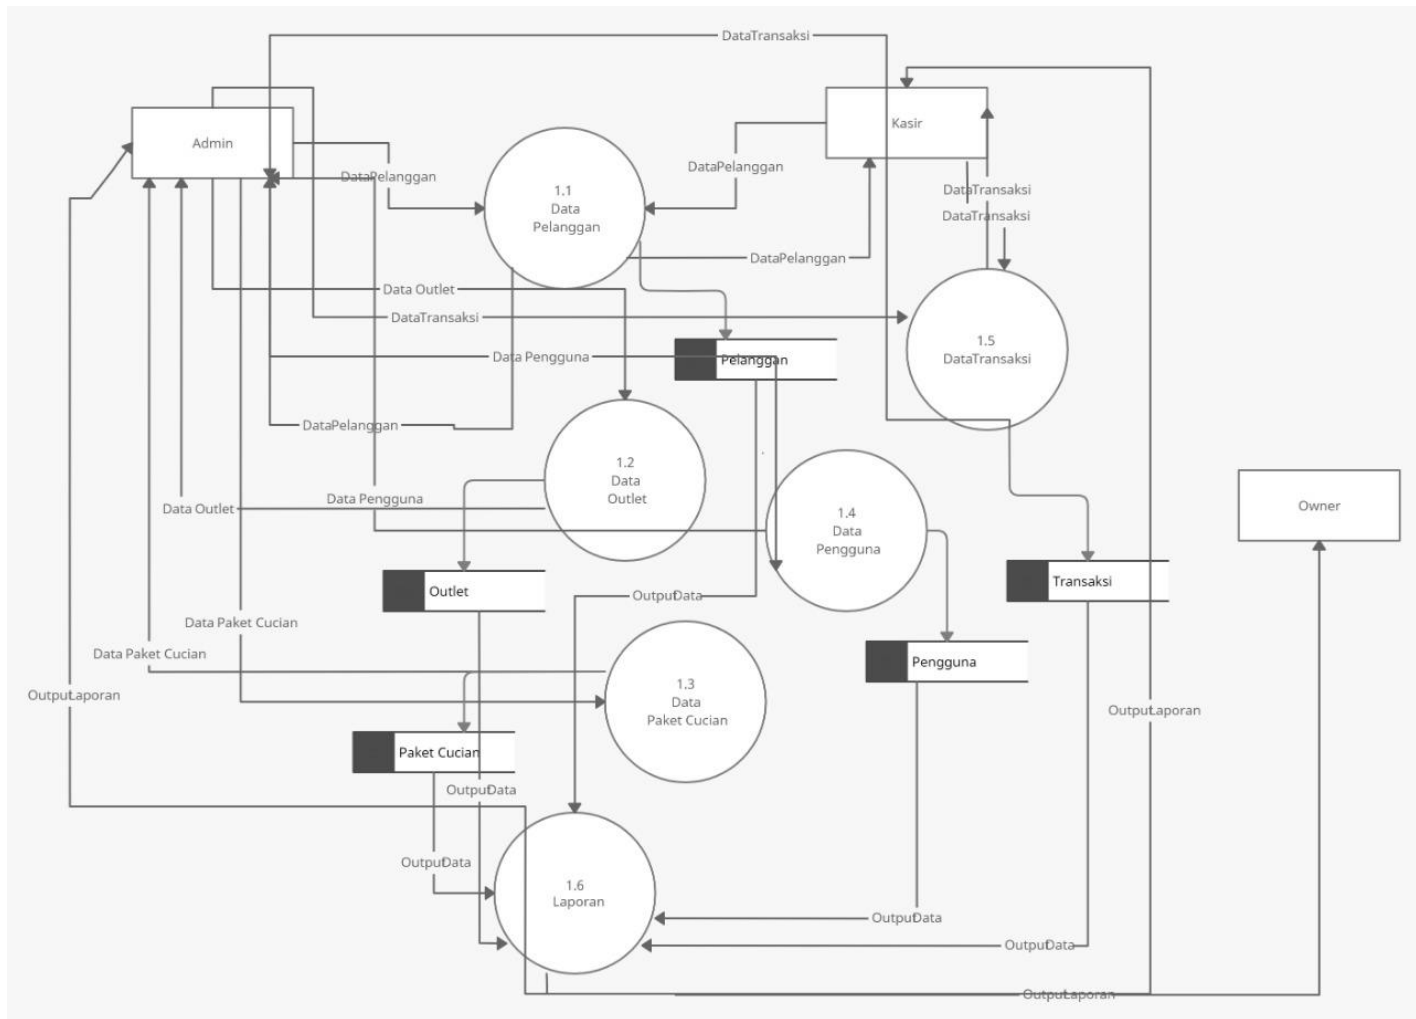 DataTransaksi
Kasir
Admin
DataPelanggan
DataPelanggan
1.1
Data
Pelanggan
DataTransaksi
DataTransaksi
DataPelanggan
Data Outlet
DataTransaksi
1.5
DataTransaksi
Data Pengguna
Pelanggan
DataPelanggan
1.2
Data
Outlet
Data Pengguna
Data Outlet
1.4
Data
Pengguna
Owner
Outlet
Transaksi
OutputData
Data Paket Cucian
Data Paket Cucian
Pengguna
OutputLaporan
1.3
Data
Paket Cucian
OutputLaporan
Paket Cucian
OutputData
OutputData
1.6
Laporan
OutputData
OutputData
OutputLaporan